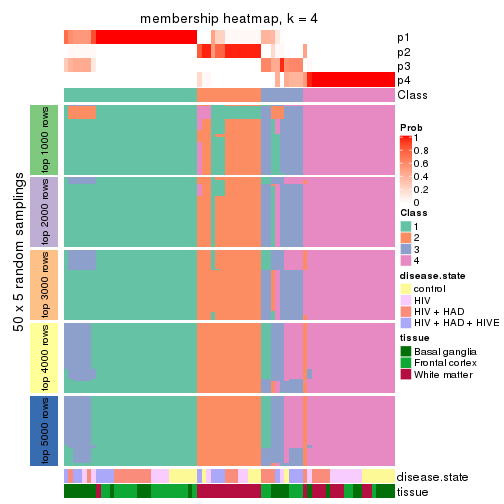 membership heatmap, k = 4
p1
p2
p3
p4
Class
50 x 5 random samplings
top 1000 rows
top 2000 rows
top 3000 rows
top 4000 rows
top 5000 rows
disease.state
tissue
Prob
1
0.8
0.6
0.4
0.2
0
Class
1
2
3
4
disease.state
control
HIV
HIV + HAD
HIV + HAD + HIVE
tissue
Basal ganglia
Frontal cortex
White matter